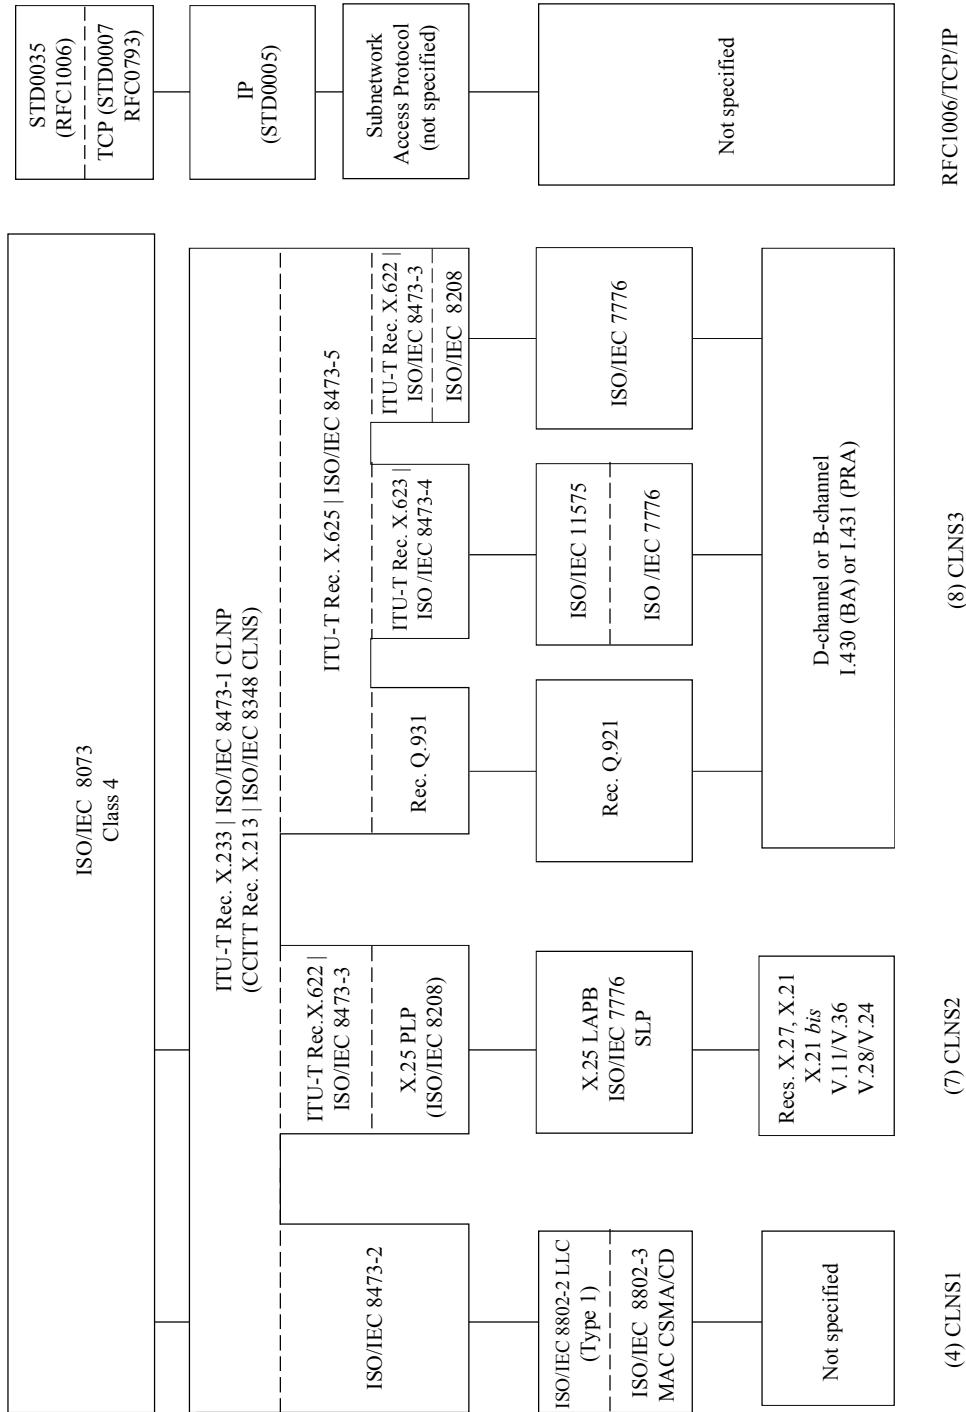 ISO/IEC 8073
Class 4
STD0035
(RFC1006)
TCP (STD0007
RFC0793)
ITU-T Rec. X.233 | ISO/IEC 8473-1 CLNP
(CCITT Rec. X.213 | ISO/IEC 8348 CLNS)
IP
(STD0005)
ISO/IEC 8473-2
ITU-T Rec.X.622 |
ISO/IEC 8473-3
X.25 PLP
(ISO/IEC 8208)
ITU-T Rec. X.625 | ISO/IEC 8473-5
Rec. Q.931
ITU-T Rec. X.623 |
ISO /IEC 8473-4
ITU-T Rec. X.622 |
ISO/IEC 8473-3
ISO/IEC 8208
Subnetwork
Access Protocol
(not specified)
ISO/IEC 8802-2 LLC
(Type 1)
ISO/IEC 8802-3
MAC CSMA/CD
X.25 LAPB
ISO/IEC 7776
SLP
Rec. Q.921
ISO/IEC 11575
ISO /IEC 7776
ISO/IEC 7776
Not specified
Not specified
Recs. X.27, X.21
X.21 bis
V.11/V.36
V.28/V.24
D-channel or B-channel
I.430 (BA) or I.431 (PRA)
(4) CLNS1
(7) CLNS2
(8) CLNS3
RFC1006/TCP/IP